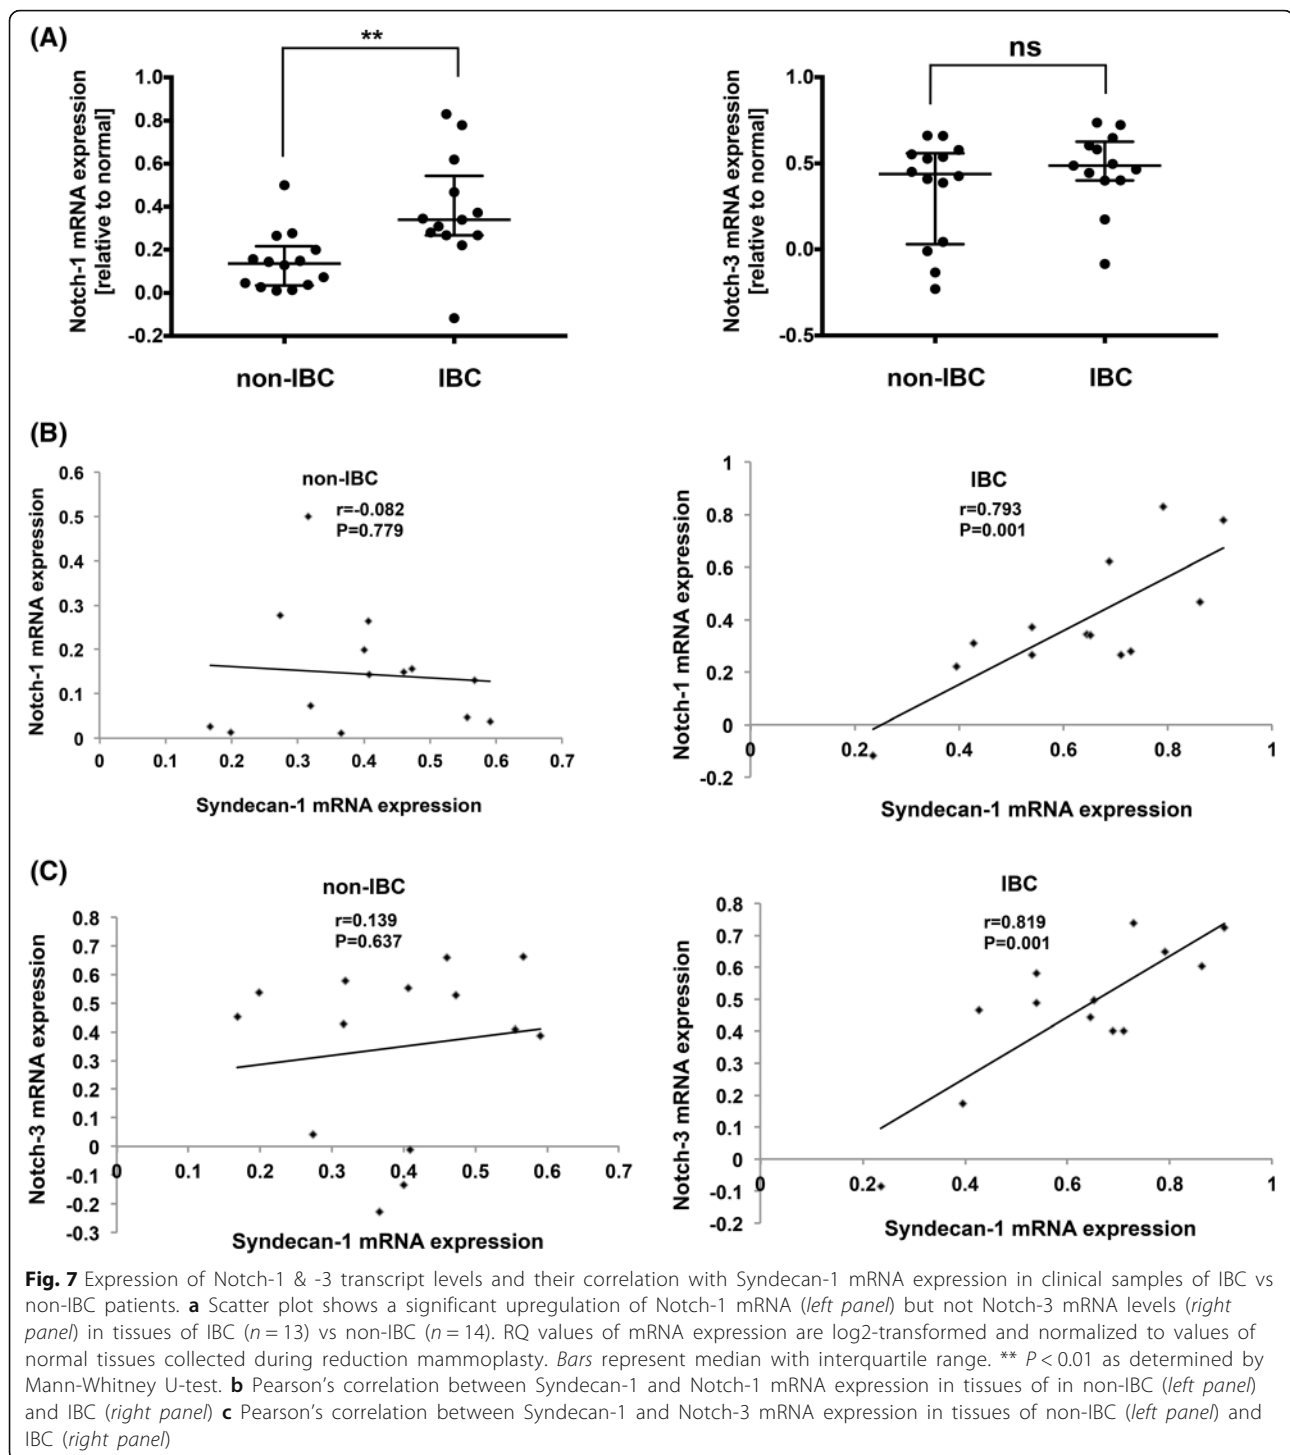 (A)
**
Notch-1 mRNA expression
[relative to normal]
1.0
0.8
0.6
0.4
0.2
0.0
-0.2
non-IBC
IBC
ns
Notch-3 mRNA expression
[relative to normal]
1.0
0.5
0.0
-0.5
non-IBC
IBC
(B)
non-IBC
r=-0.082
P=0.779
Notch-1 mRNA expression
0.6
0.5
0.4
0.3
0.2
0.1
0
0 0.1 0.2 0.3 0.4 0.5 0.6 0.7
Syndecan-1 mRNA expression
IBC
r=0.793
P=0.001
Notch-1 mRNA expression
1
0.8
0.6
0.4
0.2
0
-0.2
0 0.2 0.4 0.6 0.8 1
Syndecan-1 mRNA expression
(C)
non-IBC
r=0.139
P=0.637
Notch-3 mRNA expression
0.8
0.7
0.6
0.5
0.4
0.3
0.2
0.1
0
-0.1
-0.2
-0.3
0 0.1 0.2 0.3 0.4 0.5 0.6 0.7
Syndecan-1 mRNA expression
IBC
r=0.819
P=0.001
Notch-3 mRNA expression
0.8
0.7
0.6
0.5
0.4
0.3
0.2
0.1
0
-0.1
-0.2
0 0.2 0.4 0.6 0.8 1
Syndecan-1 mRNA expression
Fig. 7 Expression of Notch-1 & -3 transcript levels and their correlation with Syndecan-1 mRNA expression in clinical samples of IBC vs
non-IBC patients. a Scatter plot shows a significant upregulation of Notch-1 mRNA (left panel) but not Notch-3 mRNA levels (right
panel) in tissues of IBC (n = 13) vs non-IBC (n = 14). RQ values of mRNA expression are log2-transformed and normalized to values of
normal tissues collected during reduction mammoplasty. Bars represent median with interquartile range. ** P < 0.01 as determined by
Mann-Whitney U-test. b Pearson's correlation between Syndecan-1 and Notch-1 mRNA expression in tissues of in non-IBC (left panel)
and IBC (right panel) c Pearson's correlation between Syndecan-1 and Notch-3 mRNA expression in tissues of non-IBC (left panel) and
IBC (right panel)